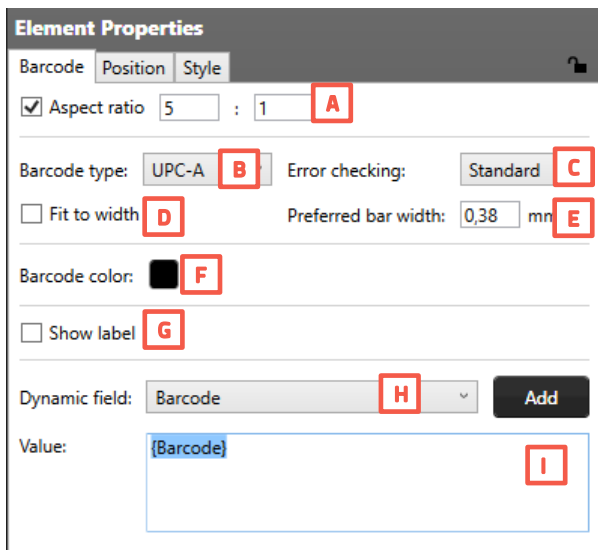 Element Properties
Barcode Position Style
Aspect ratio 5 : 1 A
Barcode type: UPC-A B Error checking: Standard C
Fit to width D Preferred bar width: 0,38 mm E
Barcode color: F
Show label G
Dynamic field: Barcode H Add
Value: {Barcode} I